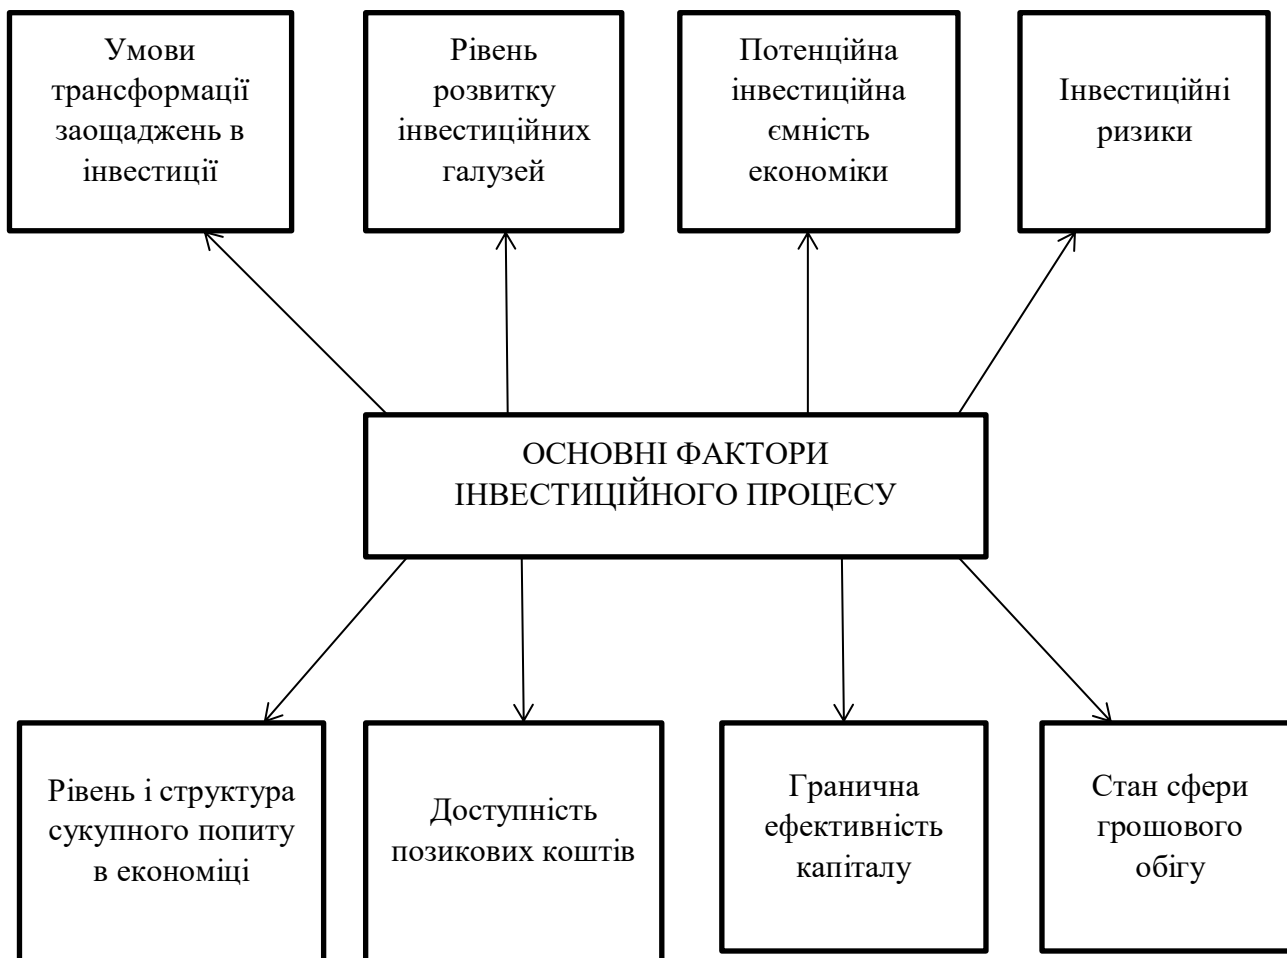 Умови
трансформації
заощаджень в
інвестиції
Рівень
розвитку
інвестиційних
галузей
Потенційна
інвестиційна
ємність
економіки
Інвестиційні
ризики
ОСНОВНІ ФАКТОРИ
ІНВЕСТИЦІЙНОГО ПРОЦЕСУ
Рівень і структура
сукупного попиту
в економіці
Доступність
позикових коштів
Гранична
ефективність
капіталу
Стан сфери
грошового
обігу